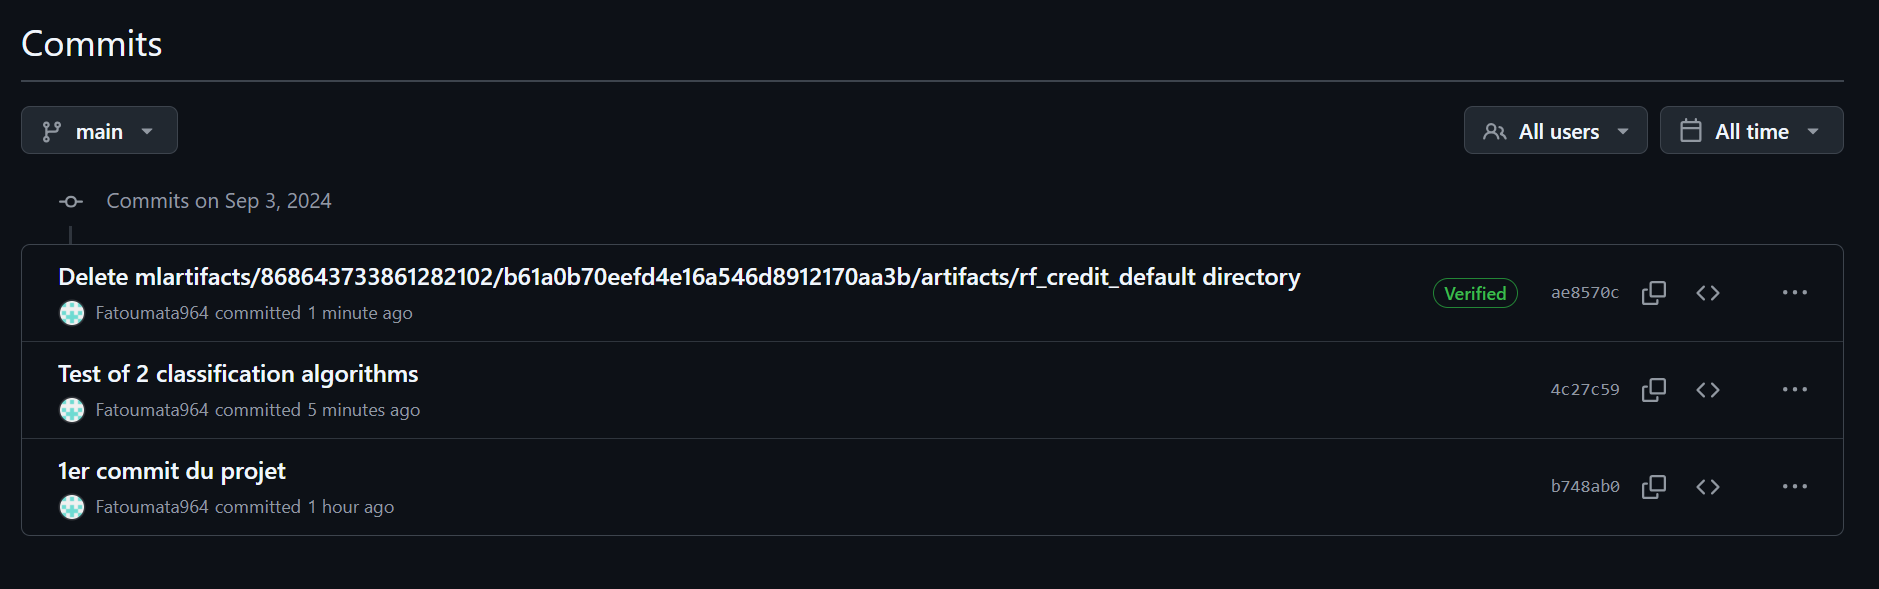 Commits
main
All users
All time
Commits on Sep 3, 2024
Delete mlartifacts/868643733861282102/b61a0b70eefd4e16a546d8912170aa3b/artifacts/rf_credit_default directory
Verified
ae8570c
Fatoumata964 committed 1 minute ago
Test of 2 classification algorithms
4c27c59
Fatoumata964 committed 5 minutes ago
1er commit du projet
b748ab0
Fatoumata964 committed 1 hour ago